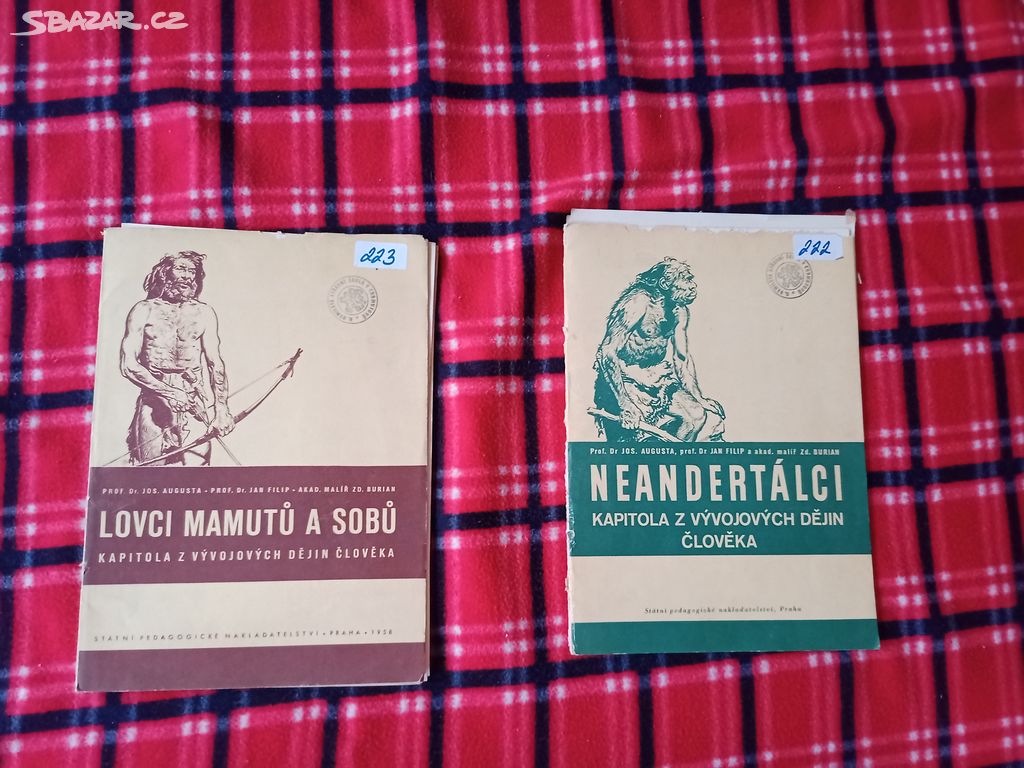 SBAZAR.CZ
223
PROF. Dr. JOS. AUGUSTA - PROF. Dr. JAN FILIP - AKAD. MALÍŘ ZD. BURIAN
LOVCI MAMUTŮ A SOBŮ
KAPITOLA Z VÝVOJOVÝCH DĚJIN ČLOVĚKA
STÁTNÍ PEDAGOGICKÉ NAKLADATELSTVÍ • PRAHA • 1958
222
Prof. Dr JOS. AUGUSTA, prof. Dr JAN FILIP a akad. malíř Zd. BURIAN
NEANDERTÁLCI
KAPITOLA Z VÝVOJOVÝCH DĚJIN
ČLOVĚKA
Státní pedagogické nakladatelství, Praha